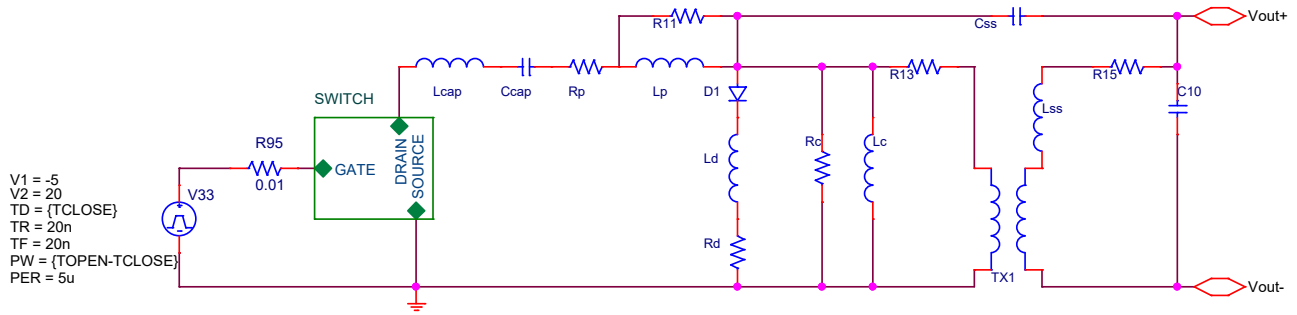 R11
Css
Vout+
Lcap
Ccap
Rp
Lp
D1
R13
R15
C10
SWITCH
Lss
R95
DRAIN
SOURCE
GATE
0.01
Ld
Rc
Lc
V1 = -5
V2 = 20
TD = {TCLOSE}
TR = 20n
TF = 20n
PW = {TOPEN-TCLOSE}
PER = 5u
V33
Rd
TX1
Vout-